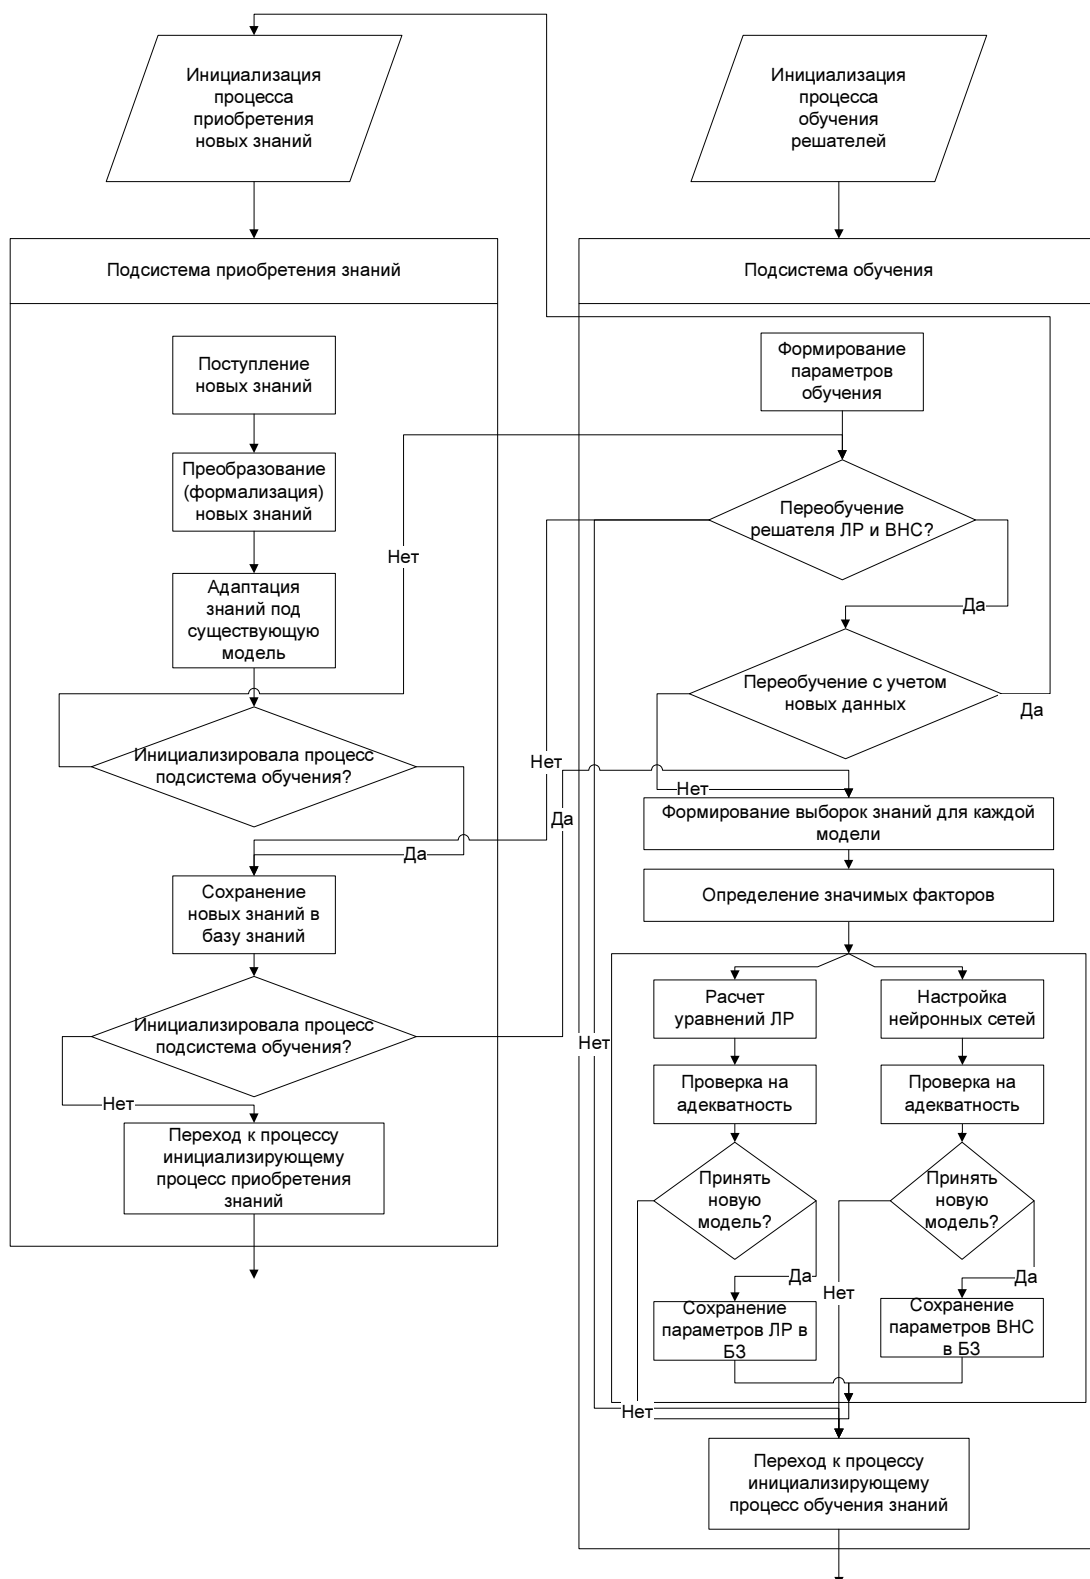 Инициализация
процесса
приобретения
новых знаний
Инициализация
процесса
обучения
решателей
Подсистема приобретения знаний
Подсистема обучения
Поступление
новых знаний
Преобразование
(формализация)
новых знаний
Адаптация
знаний под
существующую
модель
Нет
Инициализировала процесс
подсистема обучения?
Да
Сохранение
новых знаний в
базу знаний
Инициализировала процесс
подсистема обучения?
Нет
Да
Переход к процессу
инициализирующему
процесс приобретения
знаний
Формирование
параметров
обучения
Переобучение
решателя ЛР и ВНС?
Да
Нет
Нет
Переобучение с учетом
новых данных
Да
Нет
Формирование выборок знаний для каждой
модели
Определение значимых факторов
Расчет
уравнений ЛР
Проверка на
адекватность
Принять
новую
модель?
Да
Нет
Сохранение
параметров ЛР в
БЗ
Настройка
нейронных сетей
Проверка на
адекватность
Принять
новую
модель?
Да
Нет
Сохранение
параметров ВНС
в БЗ
Переход к процессу
инициализирующему
процесс обучения знаний